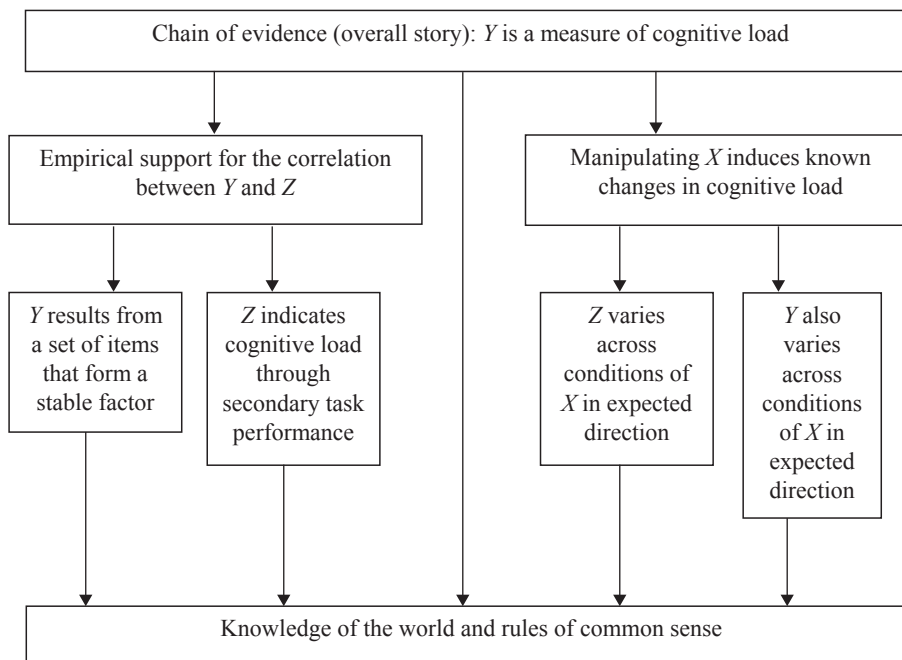 Chain of evidence (overall story): Y is a measure of cognitive load
Empirical support for the correlation
between Y and Z
Manipulating X induces known
changes in cognitive load
Y results from
a set of items
that form a
stable factor
Z indicates
cognitive load
through
secondary task
performance
Z varies
across
conditions of
X in expected
direction
Y also
varies
across
conditions
of X in
expected
direction
Knowledge of the world and rules of common sense